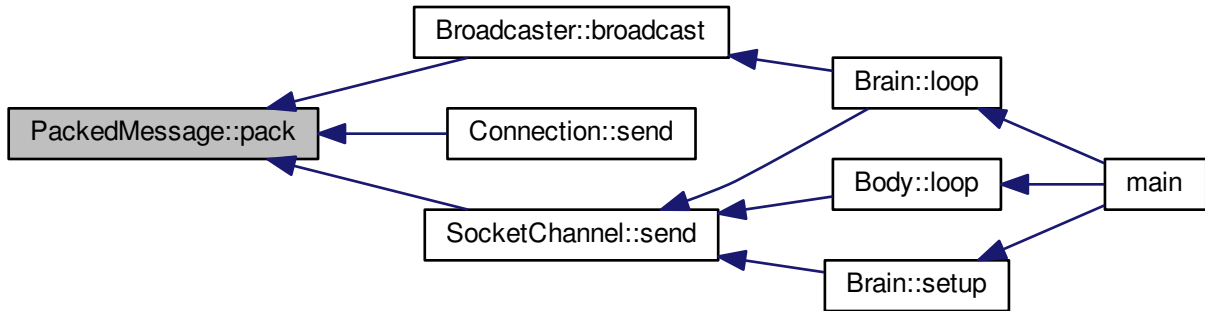 Broadcaster::broadcast
Brain::loop
PackedMessage::pack
Connection::send
Body::loop
main
SocketChannel::send
Brain::setup